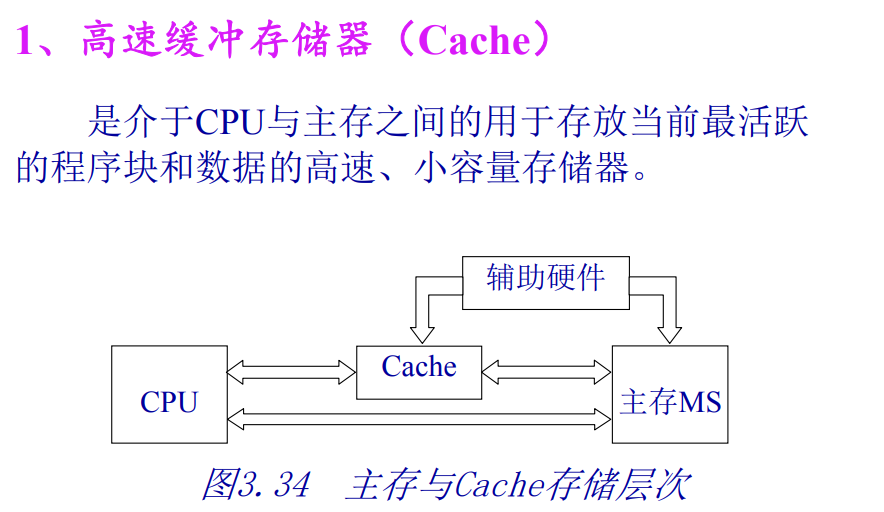 1、高速缓冲存储器（Cache）
是介于CPU与主存之间的用于存放当前最活跃
的程序块和数据的高速、小容量存储器。
辅助硬件
Cache
CPU
主存MS
图3.34 主存与Cache存储层次